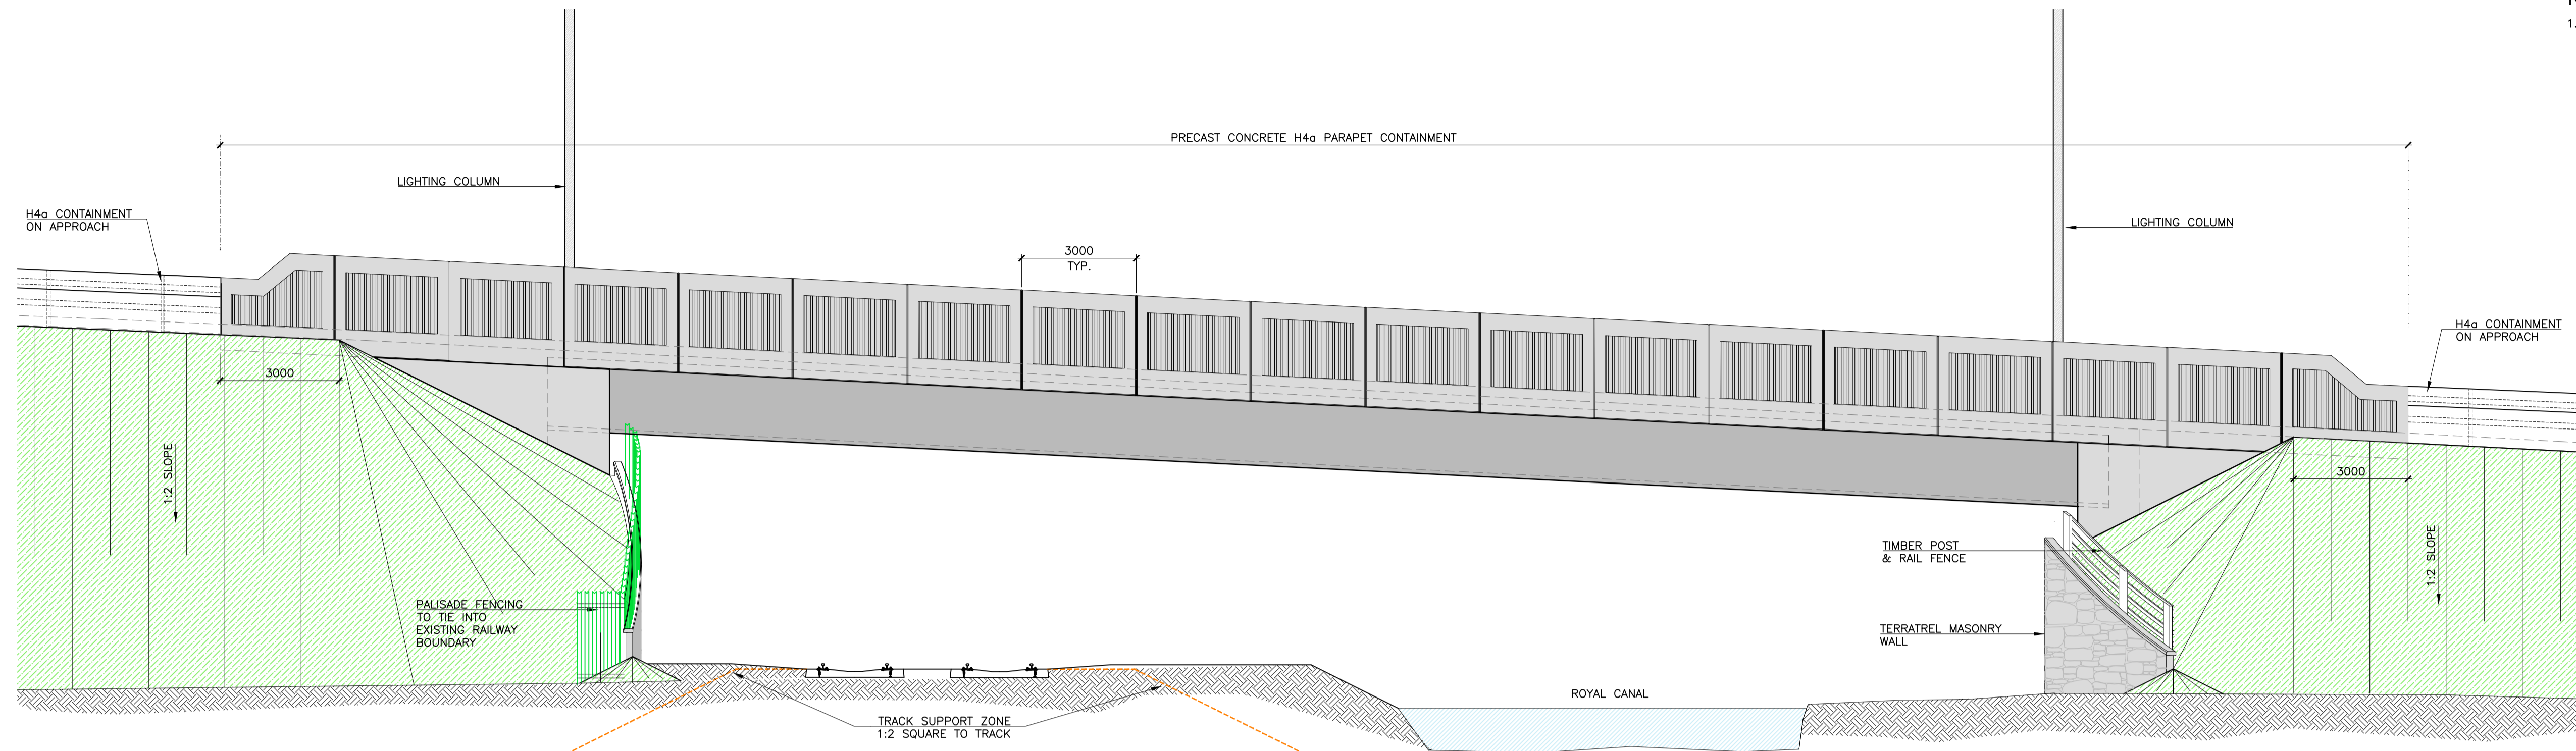 PRECAST CONCRETE H4a PARAPET CONTAINMENT
LIGHTING COLUMN
H4a CONTAINMENT
ON APPROACH
LIGHTING COLUMN
3000
TYP.
H4a CONTAINMENT
ON APPROACH
3000
3000
1:2 SLOPE
1:2 SLOPE
TIMBER POST
& RAIL FENCE
PALISADE FENCING
TO TIE INTO
EXISTING RAILWAY
BOUNDARY
TERRATREL MASONRY
WALL
ROYAL CANAL
TRACK SUPPORT ZONE
1:2 SQUARE TO TRACK